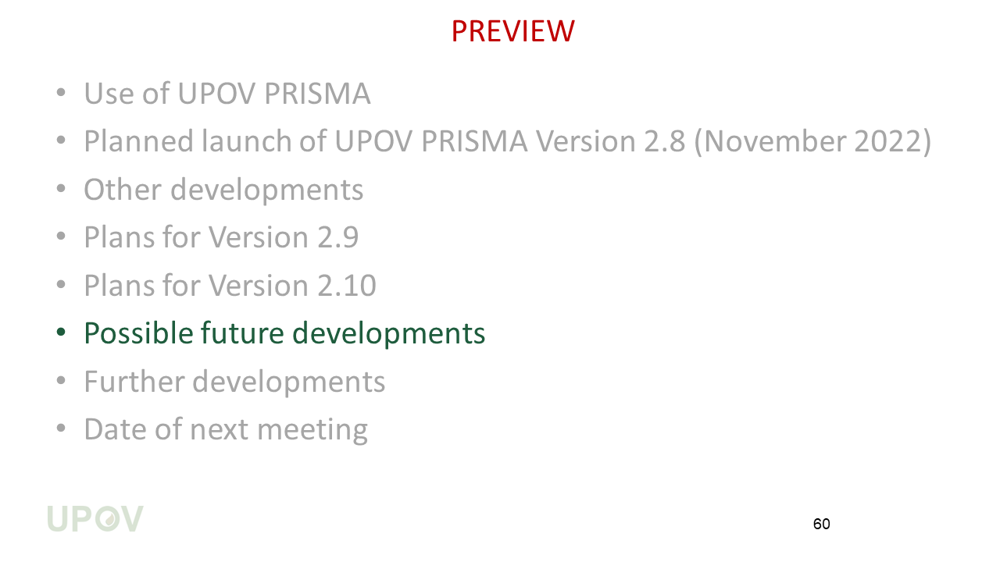 PREVIEW
• Use of UPOV PRISMA
• Planned launch of UPOV PRISMA Version 2.8 (November 2022)
• Other developments
• Plans for Version 2.9
• Plans for Version 2.10
• Possible future developments
• Further developments
• Date of next meeting
UPOV
60